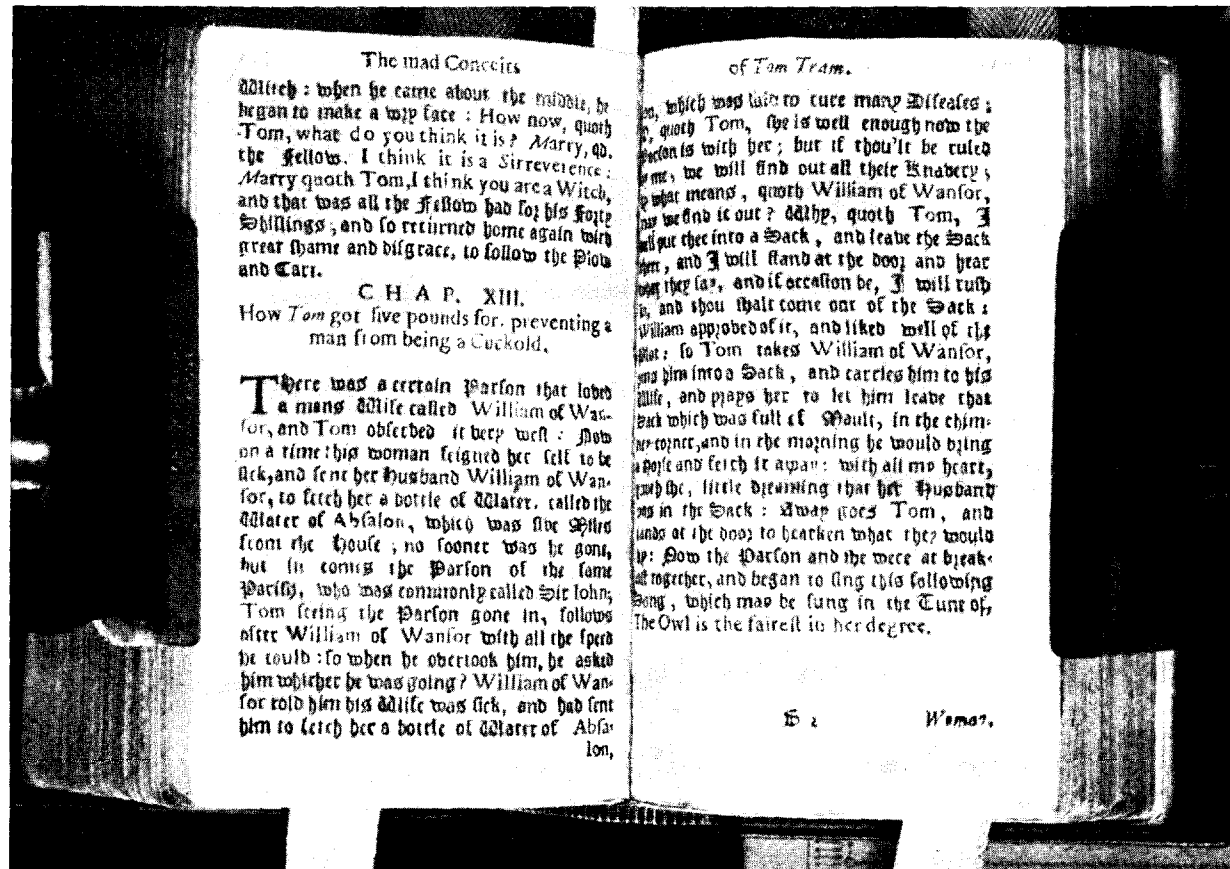 The mad Conceits
Witch : when he came about the middle, he
began to make a wry face : How now, quoth
Tom, what do you think it is? Marry, qd.
the Fellow. I think it is a Sirreverence :
Marry quoth Tom, I think you are a Witch,
and that was all the Fellow had for his Forty
Shillings ; and so returned home again with
great shame and disgrace, to follow the Plow
and Cart.
CHAP. XIII.
How Tom got five pounds for. preventing a
man from being a Cuckold.
There was a certain Parson that loved
a mans Wife called William of Wan-
sor, and Tom observed it very well : Now
on a time this woman feigned her self to be
sick, and sent her Husband William of Wan-
sor, to fetch her a bottle of Water. called the
Water of Absalon, which was five Miles
from the House ; no sooner was he gone,
but in comes the Parson of the same
Parish, who was commonly called Sir Iohn;
Tom seeing the Parson gone in, follows
after William of Wansor with all the speed
he could : so when he overtook him, he asked
him whither he was going? William of Wan-
sor told him his Wife was sick, and had sent
him to fetch her a bottle of Water of Absa-
lon,
of Tom Tram.
which was said to cure many Diseases ;
quoth Tom, she is well enough now the
Parson is with her ; but if thou'lt be ruled
by me, we will find out all their Knavery ;
what means, quoth William of Wansor,
may we find it out? Why, quoth Tom, I
will put thee into a Sack, and leave the Sack
there, and I will stand at the door and hear
what they say, and if occasion be, I will rush
in, and thou shalt come out of the Sack :
William approved of it, and liked well of the
Plot : so Tom takes William of Wansor,
him into a Sack, and carries him to his
Wife, and prays her to let him leave that
Sack which was full of Mault, in the chim-
ney-corner, and in the morning he would bring
a Horse and fetch it away : with all my heart,
quoth she, little dreaming that her Husband
was in the Sack : Away goes Tom, and
stands at the door to hearken what they would
say : Now the Parson and she were at break-
fast together, and began to sing this following
Song, which may be sung in the Tune of,
The Owl is the fairest in her degree.
Woman.